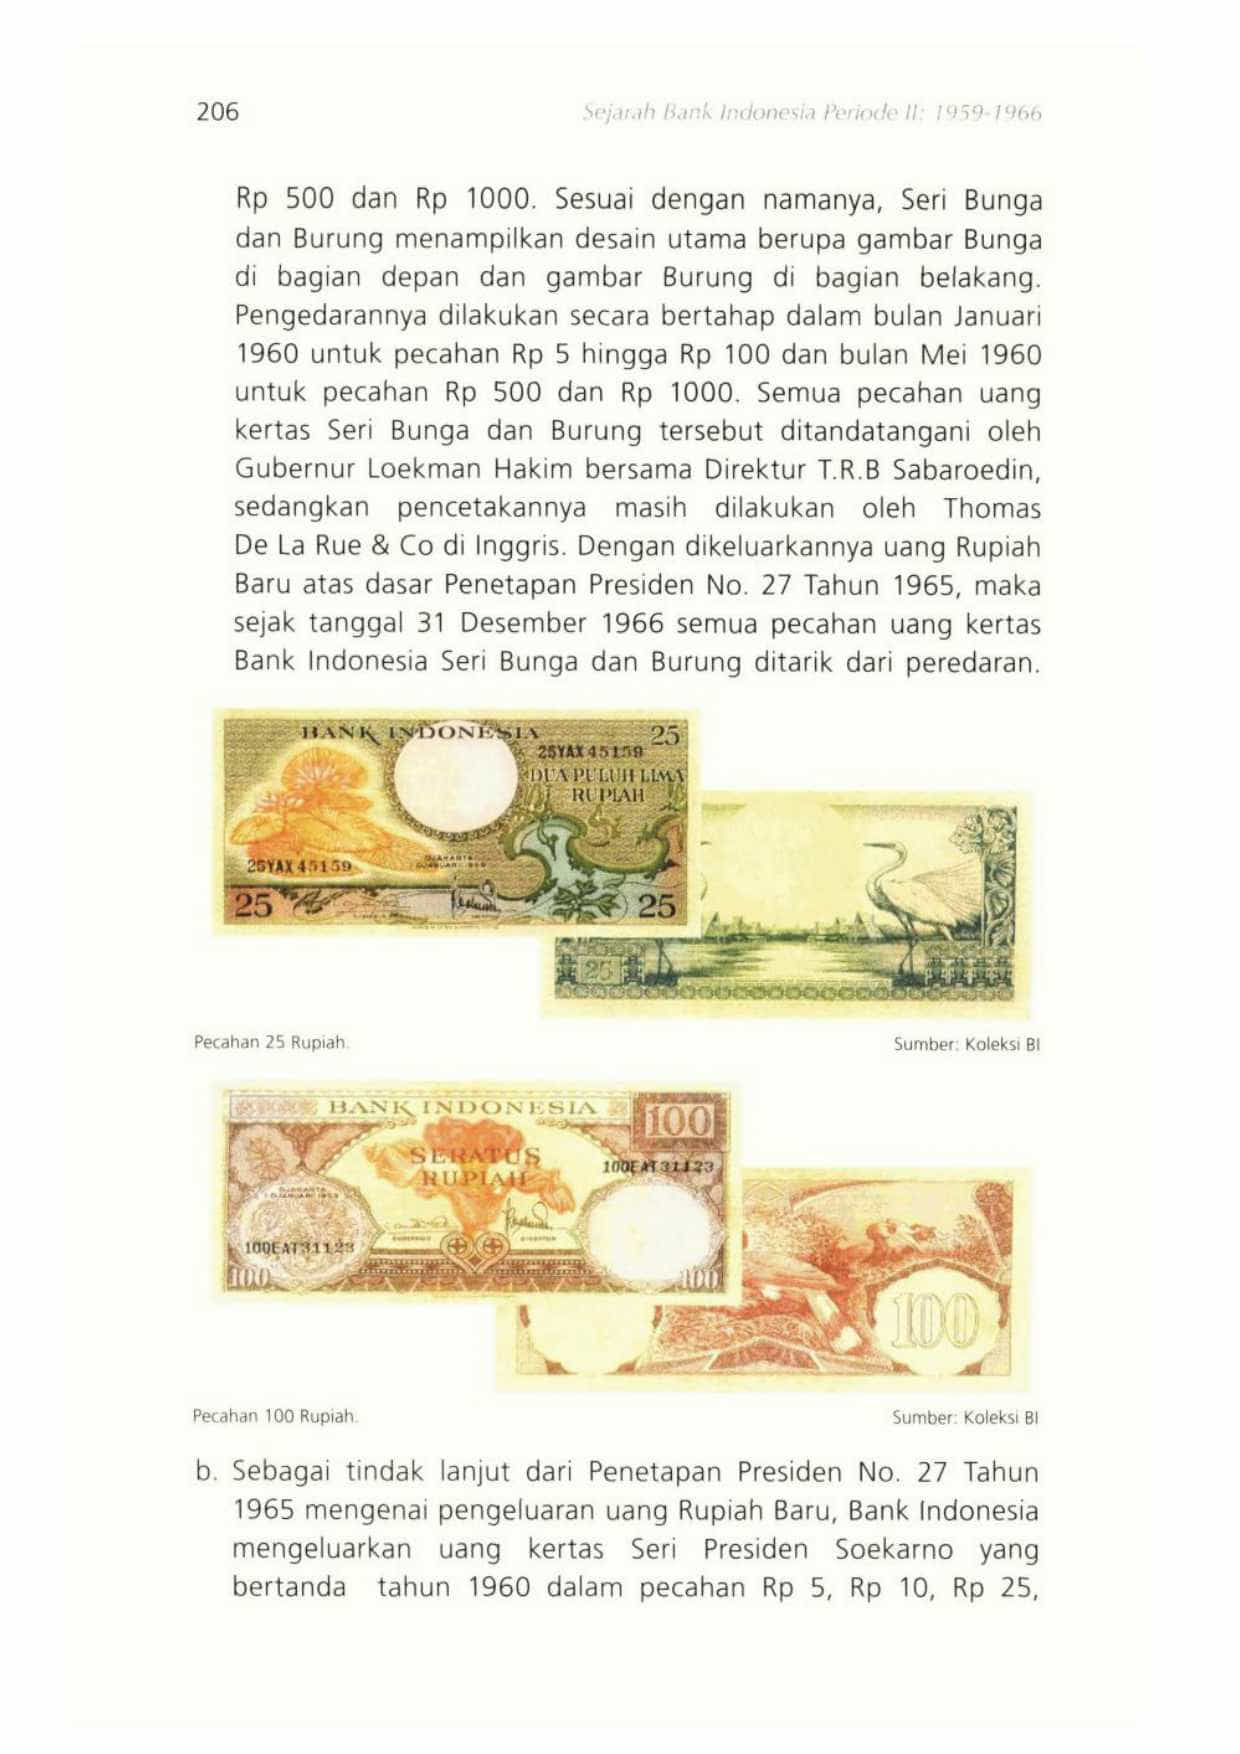 206
Sejarah Bank Indonesia Periode II: 1959-1966
Rp 500 dan Rp 1000. Sesuai dengan namanya, Seri Bunga
dan Burung menampilkan desain utama berupa gambar Bunga
di bagian depan dan gambar Burung di bagian belakang.
Pengedarannya dilakukan secara bertahap dalam bulan Januari
1960 untuk pecahan Rp 5 hingga Rp 100 dan bulan Mei 1960
untuk pecahan Rp 500 dan Rp 1000. Semua pecahan uang
kertas Seri Bunga dan Burung tersebut ditandatangani oleh
Gubernur Loekman Hakim bersama Direktur T.R.B Sabaroedin,
sedangkan pencetakannya masih dilakukan oleh Thomas
De La Rue & Co di Inggris. Dengan dikeluarkannya uang Rupiah
Baru atas dasar Penetapan Presiden No. 27 Tahun 1965, maka
sejak tanggal 31 Desember 1966 semua pecahan uang kertas
Bank Indonesia Seri Bunga dan Burung ditarik dari peredaran.
BANK INDONESIA
25
25YAX 45159
DUA PULUH LIMA
RUPIAH
25YAX 45159
DJAKARTA
25
25
25
Pecahan 25 Rupiah.
Sumber: Koleksi BI
BANK INDONESIA
100
SERATUS
RUPIAH
100EAT31123
DJAKARTA
100EAT31123
GUBERNUR
DIREKTUR
100
100
100
Pecahan 100 Rupiah.
Sumber: Koleksi BI
b. Sebagai tindak lanjut dari Penetapan Presiden No. 27 Tahun
1965 mengenai pengeluaran uang Rupiah Baru, Bank Indonesia
mengeluarkan uang kertas Seri Presiden Soekarno yang
bertanda tahun 1960 dalam pecahan Rp 5, Rp 10, Rp 25,